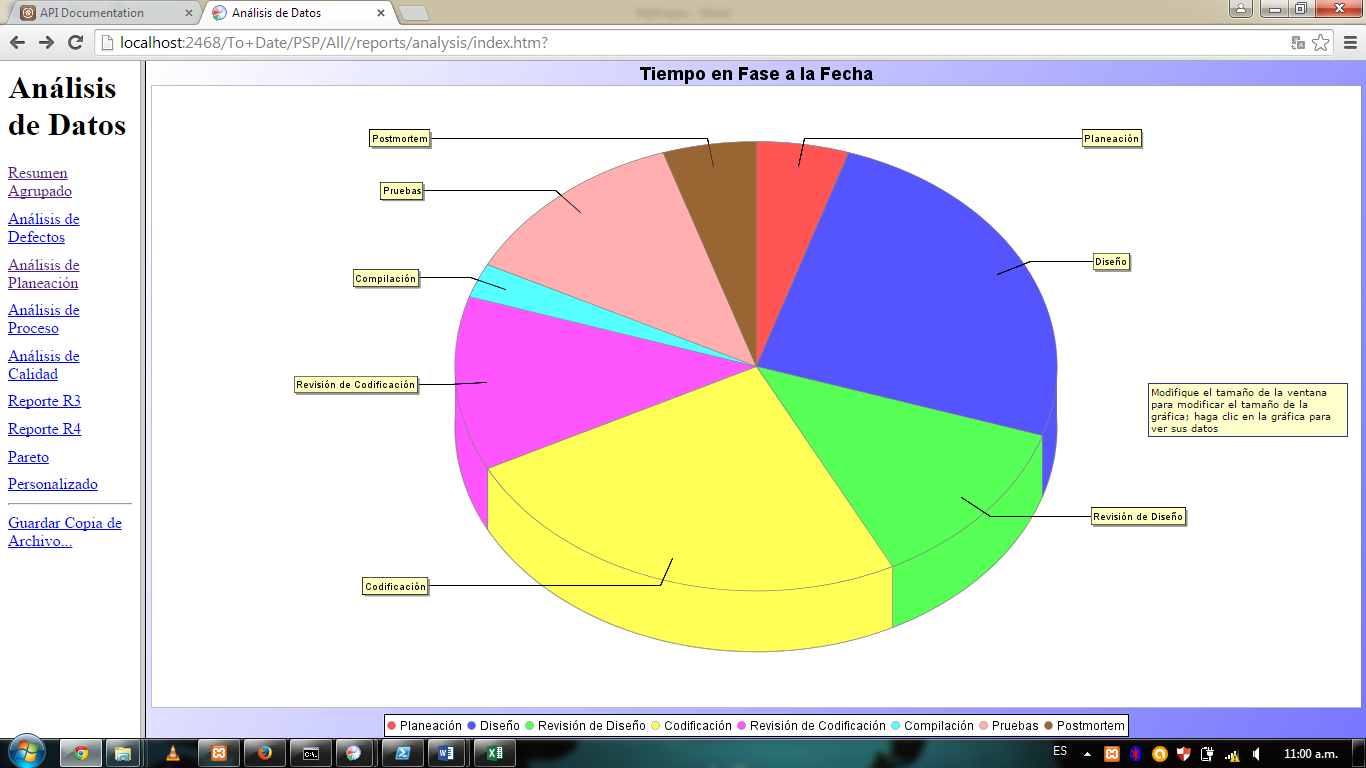 API Documentation
Análisis de Datos
localhost:2468/To+Date/PSP/All//reports/analysis/index.htm?
Análisis
de Datos
Resumen
Agrupado
Análisis de
Defectos
Análisis de
Planeación
Análisis de
Proceso
Análisis de
Calidad
Reporte R3
Reporte R4
Pareto
Personalizado
Guardar Copia de
Archivo...
Tiempo en Fase a la Fecha
Postmortem
Planeación
Pruebas
Diseño
Compilación
Revisión de Codificación
Modifique el tamaño de la ventana
para modificar el tamaño de la
gráfica; haga clic en la gráfica para
ver sus datos
Revisión de Diseño
Codificación
Planeación Diseño Revisión de Diseño Codificación Revisión de Codificación Compilación Pruebas Postmortem
ES
11:00 a.m.